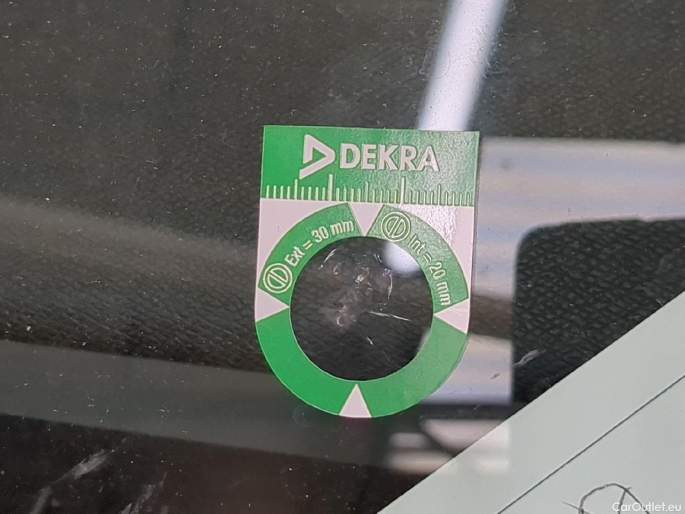 DEKRA
Ext = 30 mm
Int = 20 mm
CarOutlet.eu